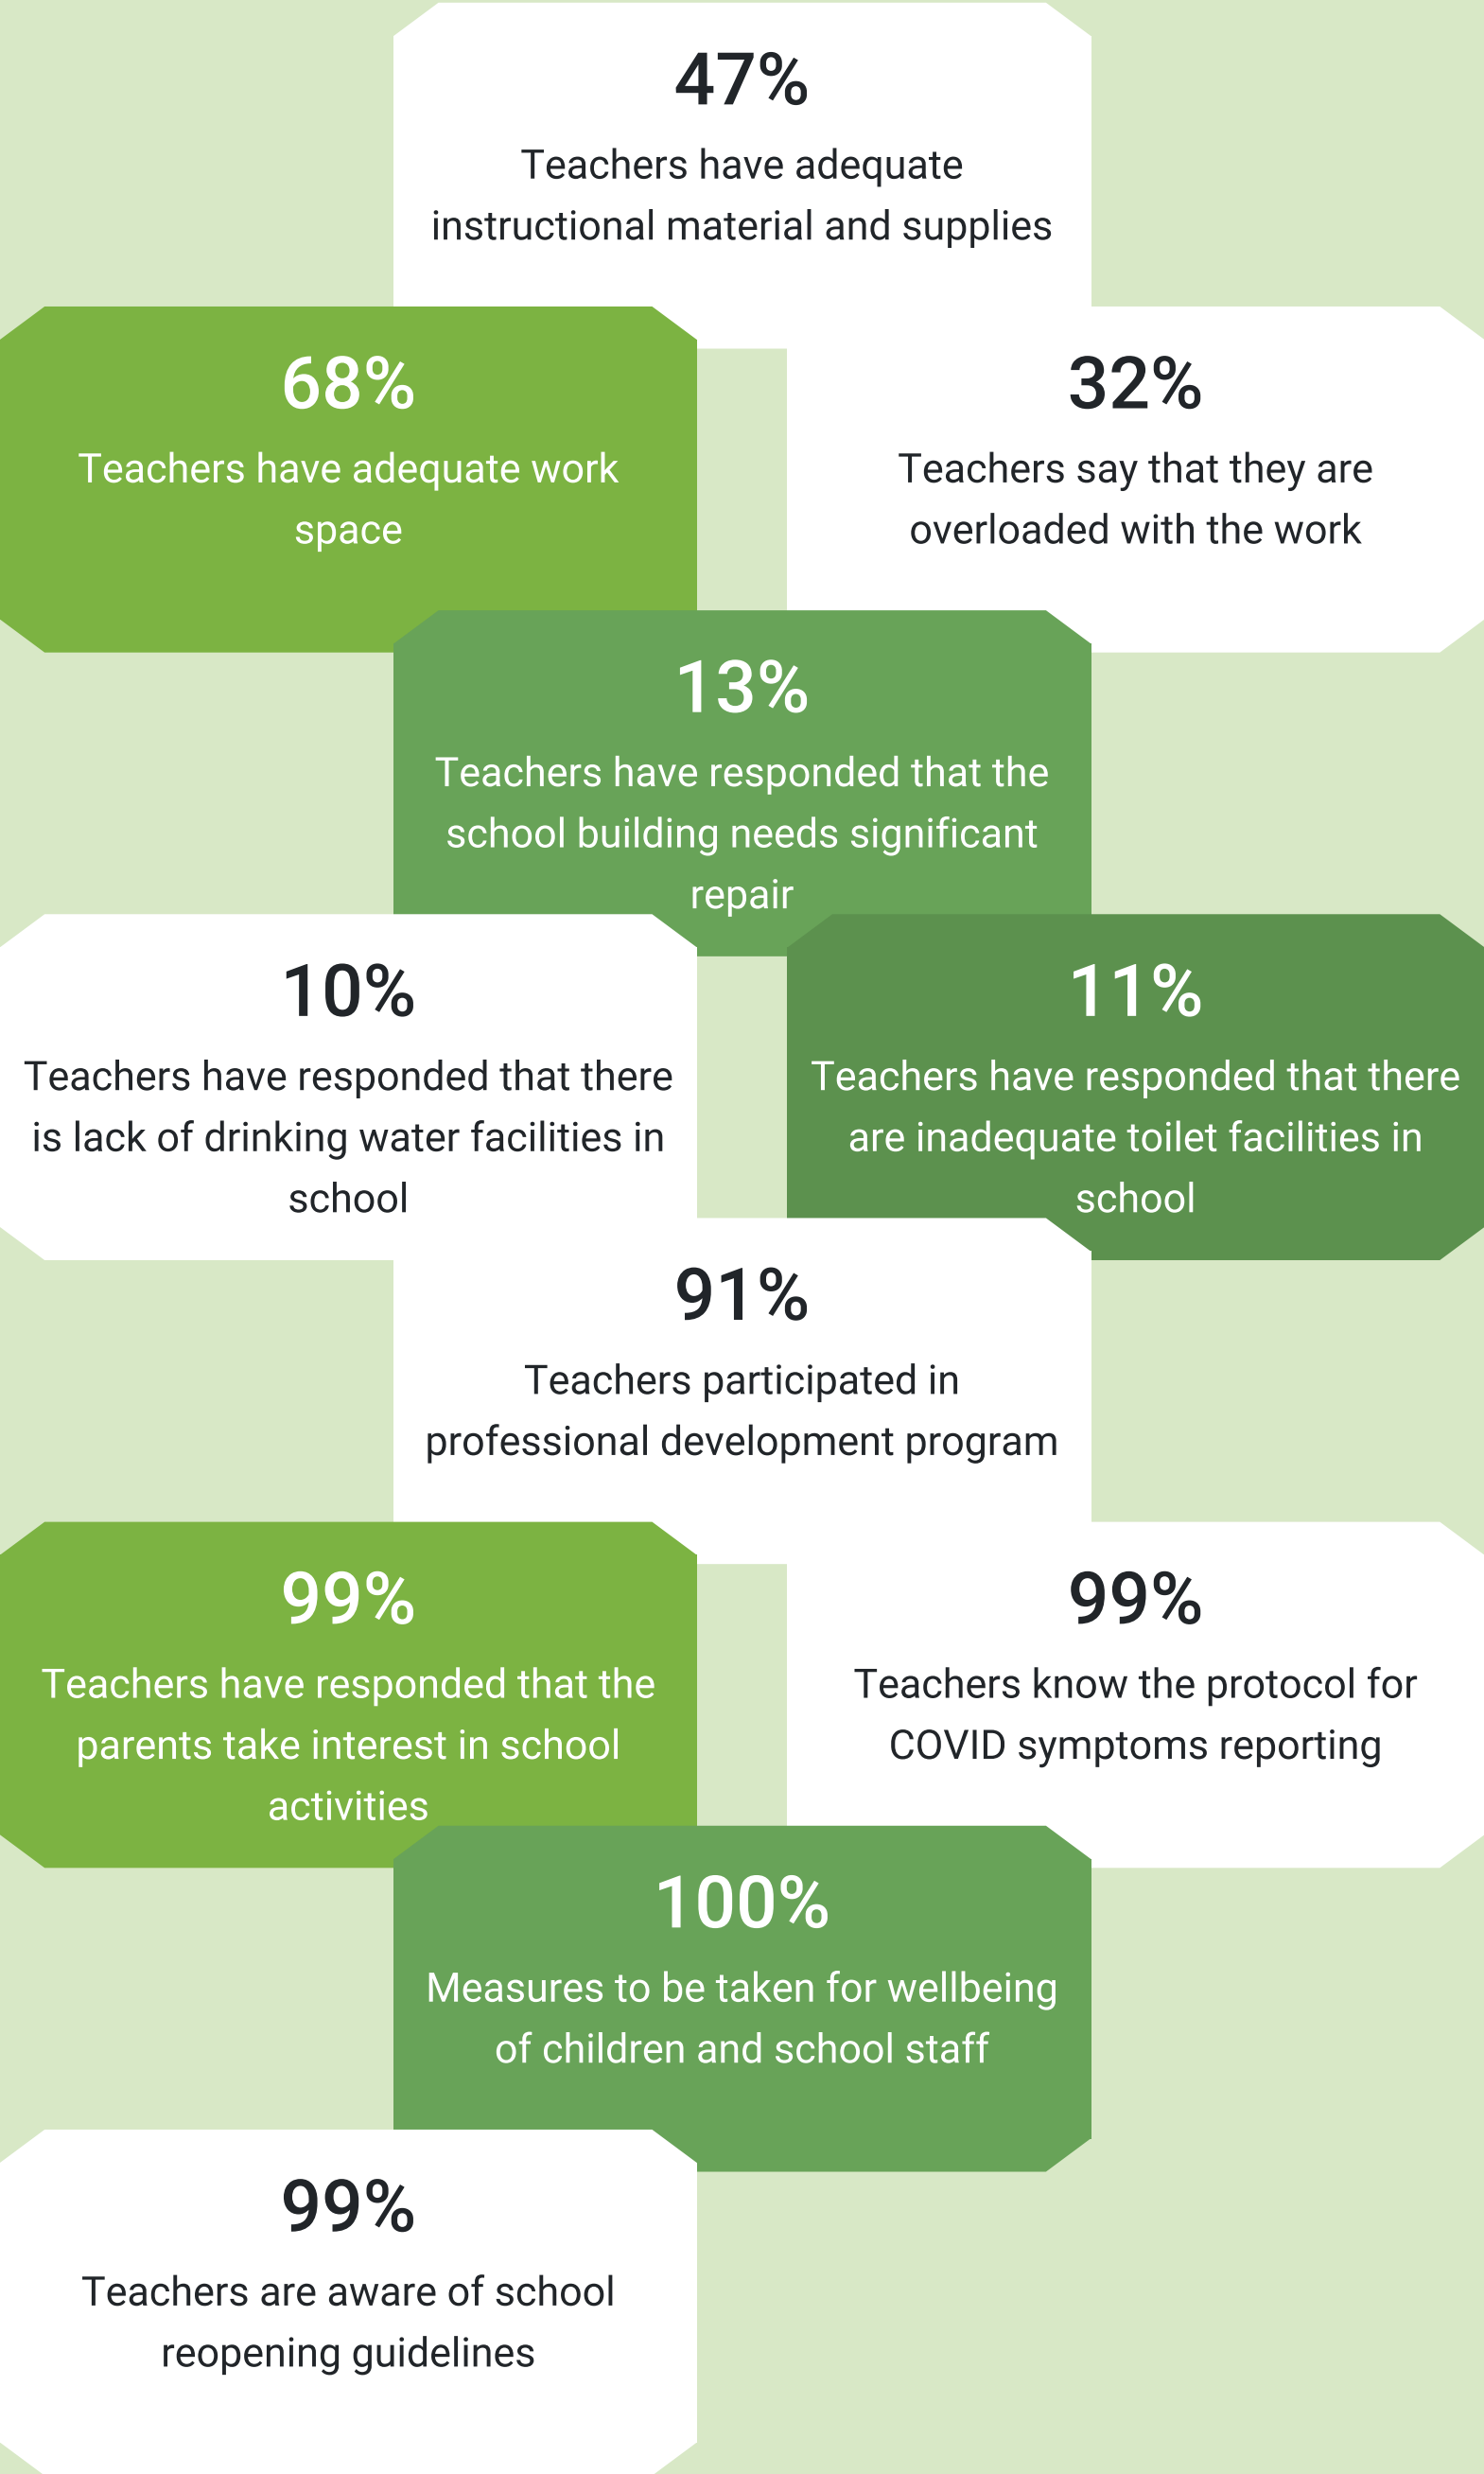 47%
Teachers have adequate
instructional material and supplies
68%
Teachers have adequate work
space
32%
Teachers say that they are
overloaded with the work
13%
Teachers have responded that the
school building needs significant
repair
10%
Teachers have responded that there
is lack of drinking water facilities in
school
11%
Teachers have responded that there
are inadequate toilet facilities in
school
91%
Teachers participated in
professional development program
99%
Teachers have responded that the
parents take interest in school
activities
99%
Teachers know the protocol for
COVID symptoms reporting
100%
Measures to be taken for wellbeing
of children and school staff
99%
Teachers are aware of school
reopening guidelines